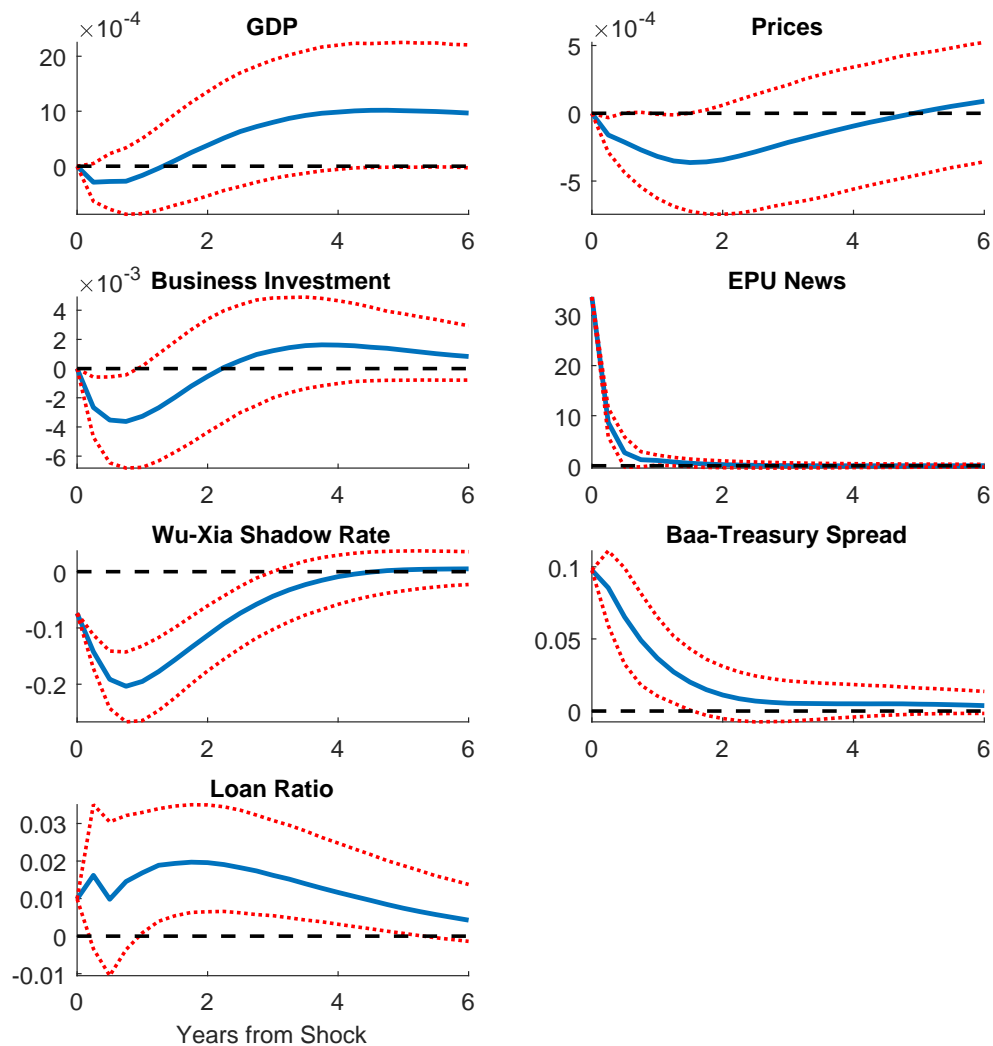 GDP
×10⁻⁴
20
10
0
0 2 4 6
Prices
×10⁻⁴
5
0
-5
0 2 4 6
Business Investment
×10⁻³
4
2
0
-2
-4
-6
0 2 4 6
EPU News
30
20
10
0
0 2 4 6
Wu-Xia Shadow Rate
0
-0.1
-0.2
0 2 4 6
Baa-Treasury Spread
0.1
0.05
0
0 2 4 6
Loan Ratio
0.03
0.02
0.01
0
-0.01
0 2 4 6
Years from Shock